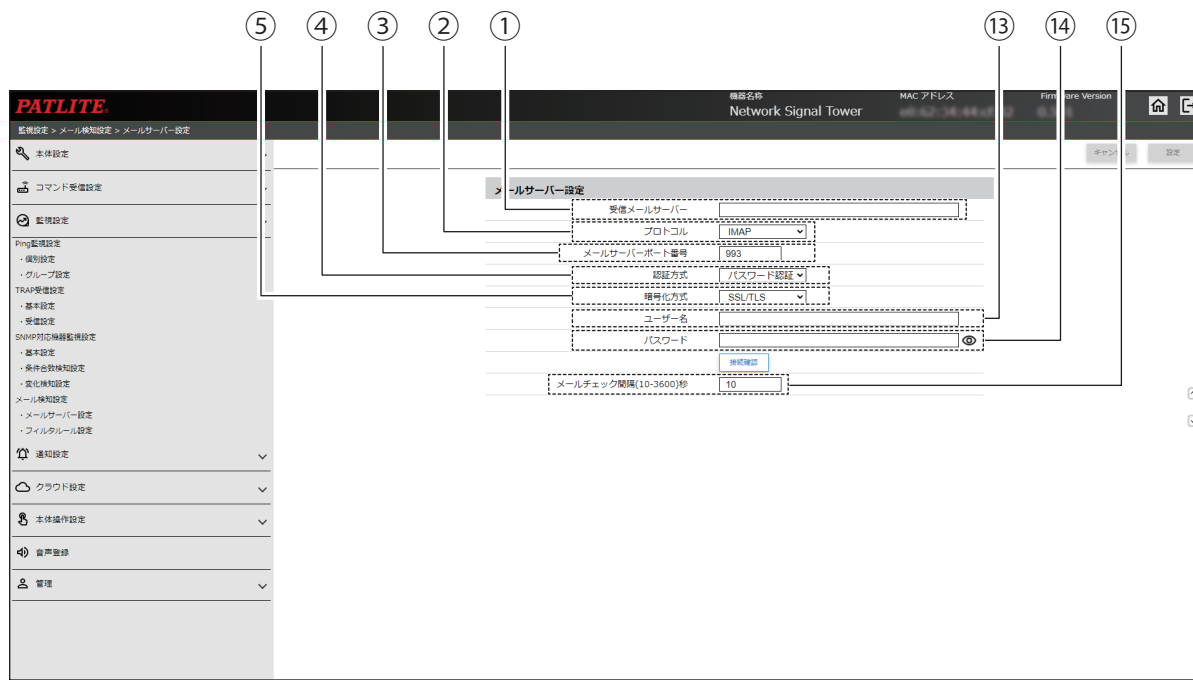 ⑤ ④ ③ ② ① ⑬ ⑭ ⑮
PATLITE
機器名称 MAC アドレス Firmware Version
Network Signal Tower
監視設定 > メール検知設定 > メールサーバー設定
キャンセル 設定
本体設定
コマンド受信設定
監視設定
Ping監視設定
・個別設定
・グループ設定
TRAP受信設定
・基本設定
・受信設定
SNMP対応機器監視設定
・基本設定
・条件合致検知設定
・変化検知設定
メール検知設定
・メールサーバー設定
・フィルタルール設定
通知設定
クラウド設定
本体操作設定
音声登録
管理
メールサーバー設定
受信メールサーバー
プロトコル IMAP
メールサーバーポート番号 993
認証方式 パスワード認証
暗号化方式 SSL/TLS
ユーザー名
パスワード
接続確認
メールチェック間隔(10-3600)秒 10